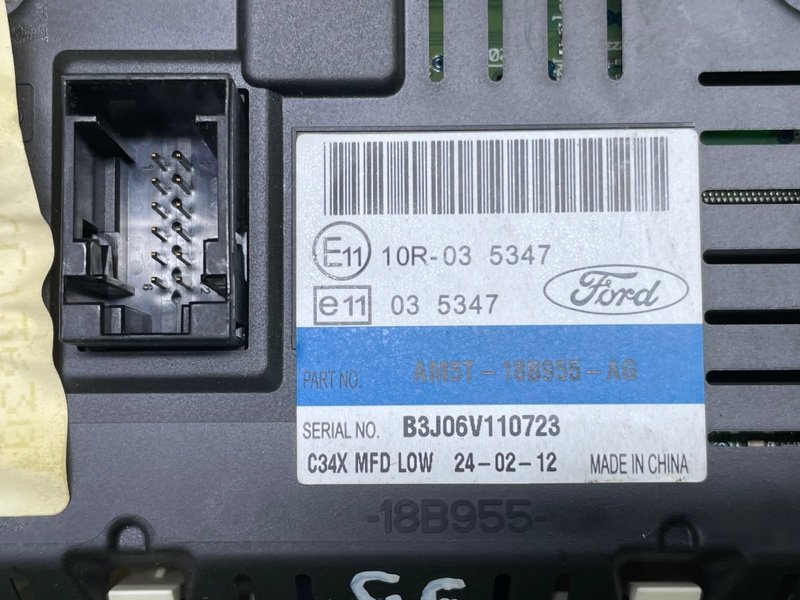 E11 10R-03 5347
e11 03 5347
Ford
PART NO. AM5T-18B955-AG
SERIAL NO. B3J06V110723
C34X MFD LOW 24-02-12 MADE IN CHINA
-18B955-